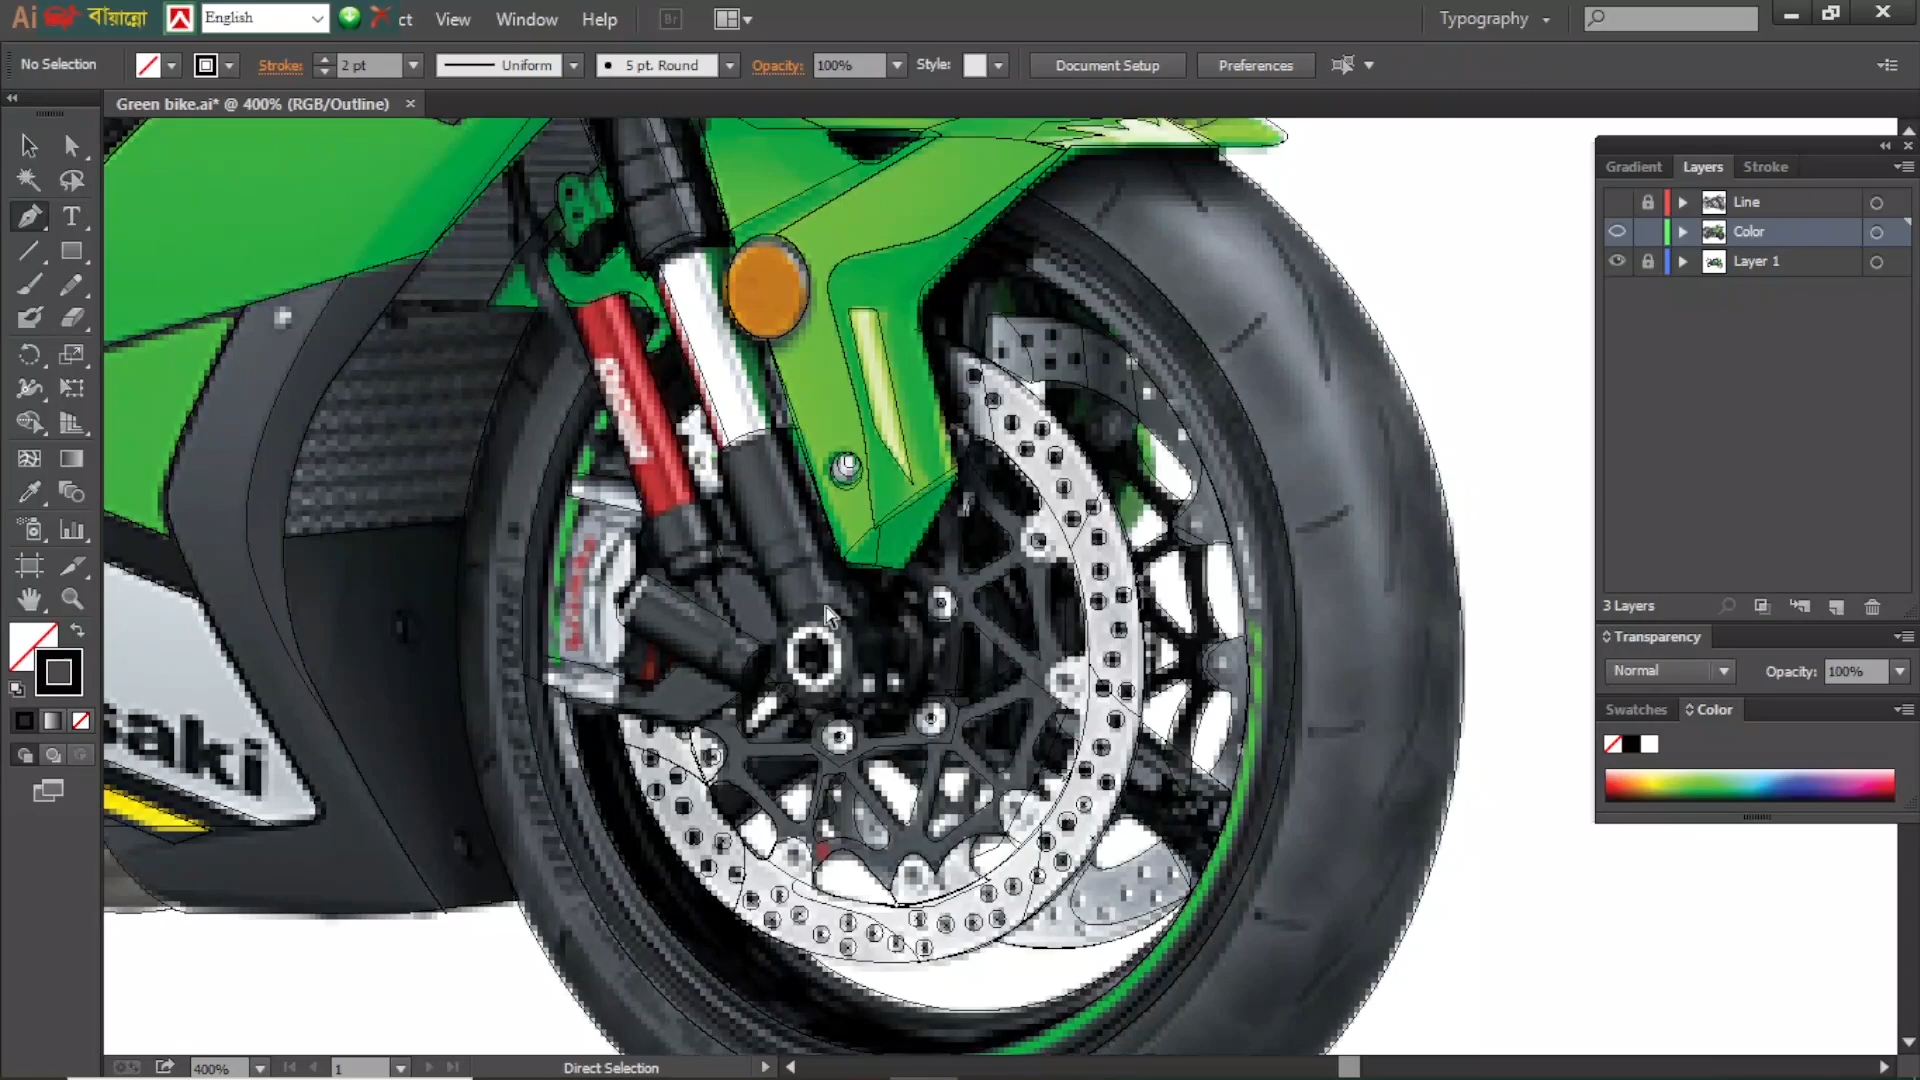 Ai বায়ান্নো A English ct View Window Help Br Typography
No Selection Stroke: 2 pt Uniform 5 pt. Round Opacity: 100% Style: Document Setup Preferences
Green bike.ai* @ 400% (RGB/Outline) ×
Gradient Layers Stroke
Line
Color
Layer 1
3 Layers
Transparency
Normal Opacity: 100%
Swatches Color
T
saki
400% 1 Direct Selection